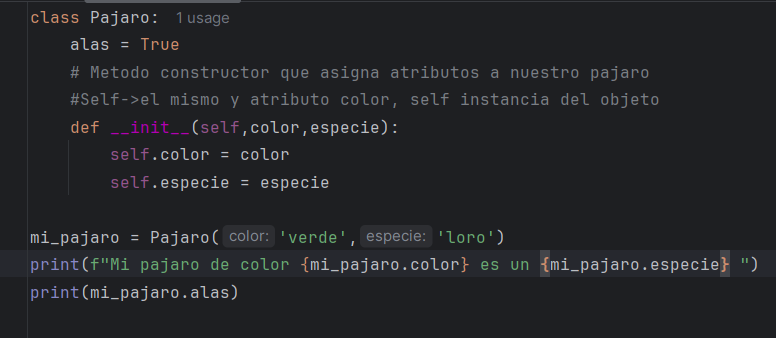 class Pajaro: 1 usage
alas = True
# Metodo constructor que asigna atributos a nuestro pajaro
#Self->el mismo y atributo color, self instancia del objeto
def __init__(self,color,especie):
self.color = color
self.especie = especie
mi_pajaro = Pajaro( color: 'verde', especie: 'loro')
print(f"Mi pajaro de color {mi_pajaro.color} es un {mi_pajaro.especie} ")
print(mi_pajaro.alas)